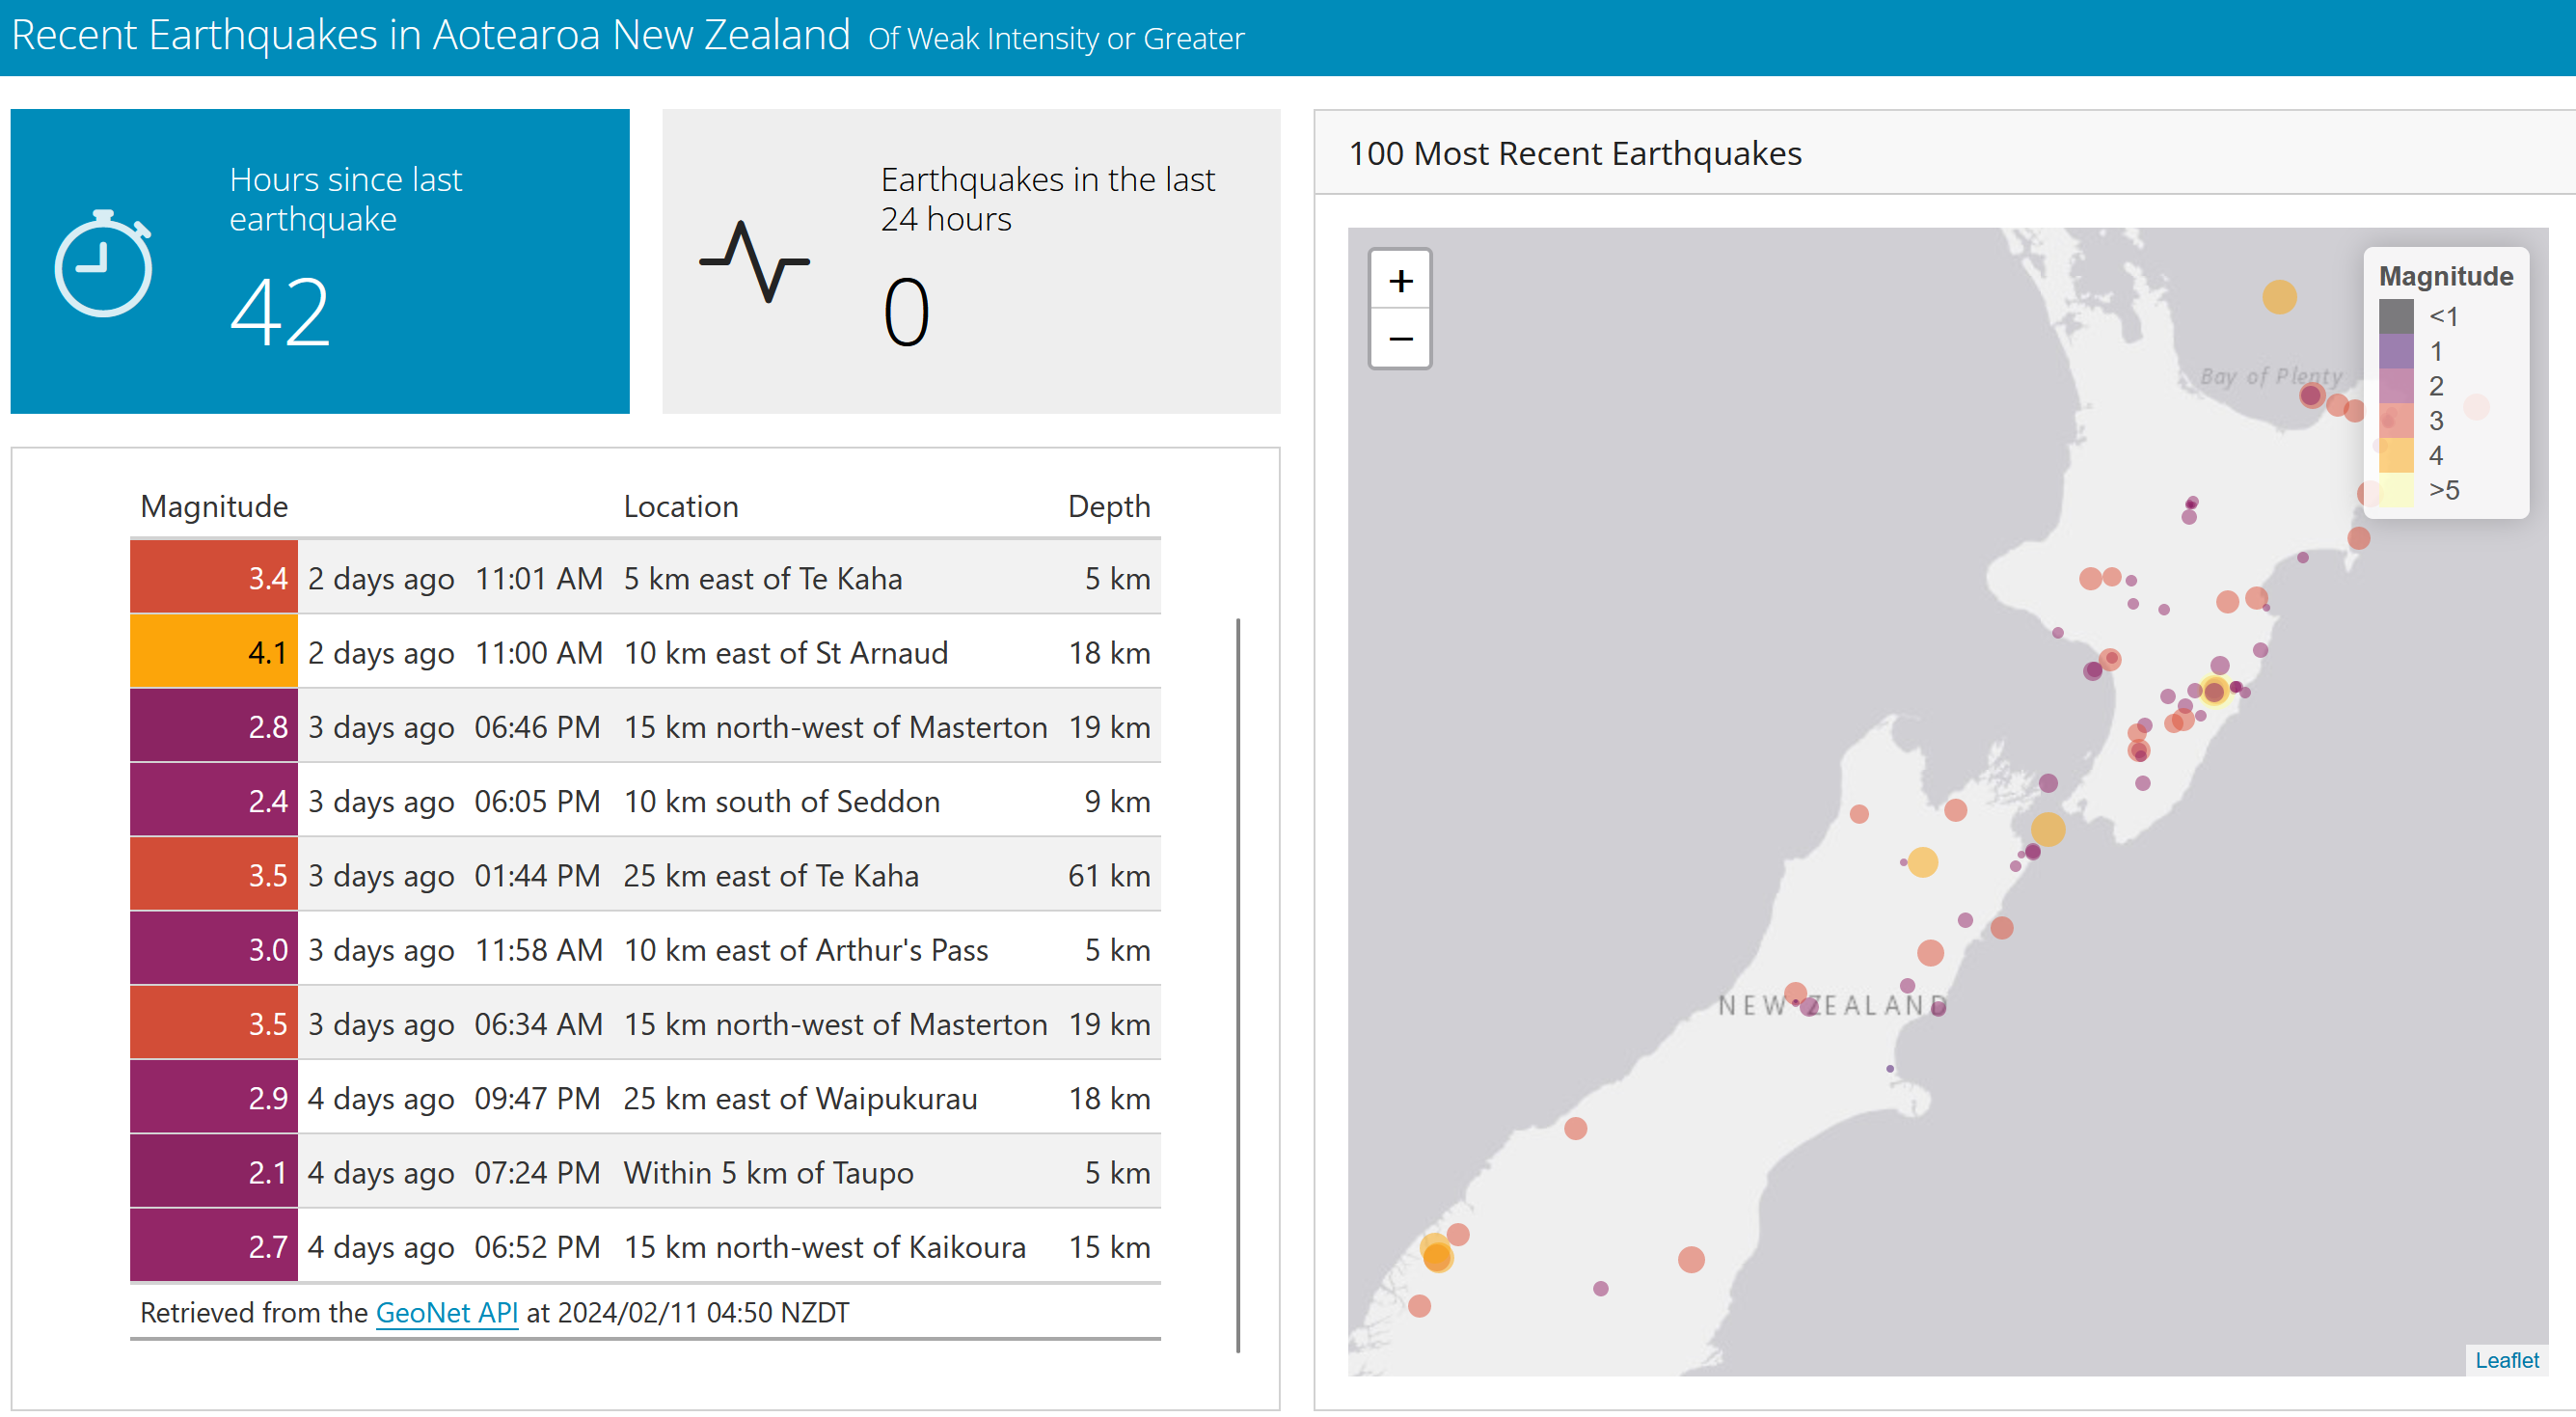 Recent Earthquakes in Aotearoa New Zealand Of Weak Intensity or Greater
Hours since last
earthquake
42
Earthquakes in the last
24 hours
0
Magnitude Location Depth
3.4 2 days ago 11:01 AM 5 km east of Te Kaha 5 km
4.1 2 days ago 11:00 AM 10 km east of St Arnaud 18 km
2.8 3 days ago 06:46 PM 15 km north-west of Masterton 19 km
2.4 3 days ago 06:05 PM 10 km south of Seddon 9 km
3.5 3 days ago 01:44 PM 25 km east of Te Kaha 61 km
3.0 3 days ago 11:58 AM 10 km east of Arthur's Pass 5 km
3.5 3 days ago 06:34 AM 15 km north-west of Masterton 19 km
2.9 4 days ago 09:47 PM 25 km east of Waipukurau 18 km
2.1 4 days ago 07:24 PM Within 5 km of Taupo 5 km
2.7 4 days ago 06:52 PM 15 km north-west of Kaikoura 15 km
Retrieved from the GeoNet API at 2024/02/11 04:50 NZDT
100 Most Recent Earthquakes
+
−
Magnitude
<1
1
2
3
4
>5
Bay of Plenty
NEW ZEALAND
Leaflet